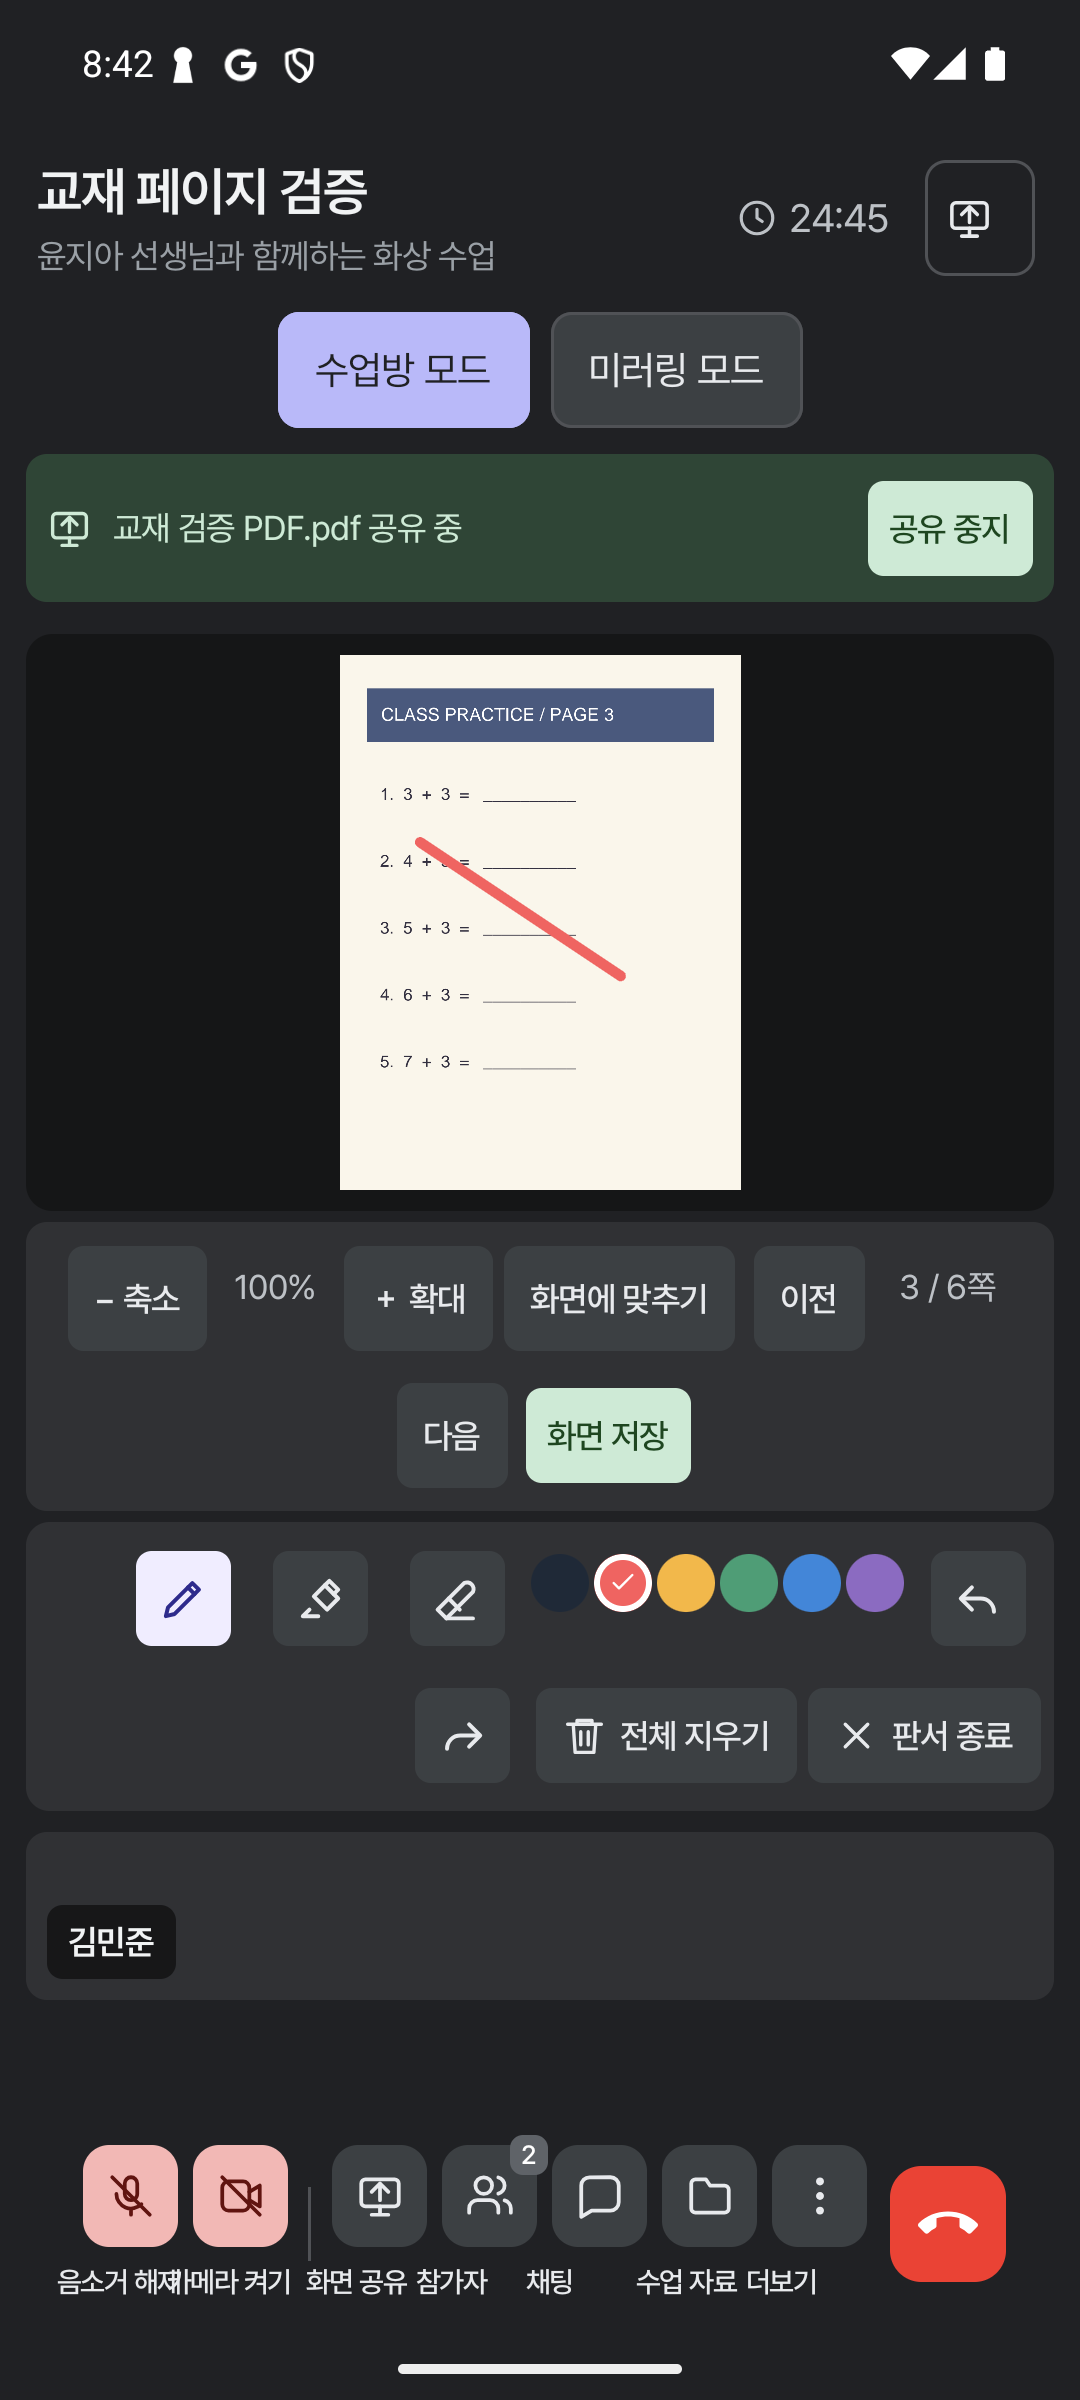 8:42
교재 페이지 검증
윤지아 선생님과 함께하는 화상 수업
24:45
수업방 모드
미러링 모드
교재 검증 PDF.pdf 공유 중
공유 중지
CLASS PRACTICE / PAGE 3
1. 3 + 3 = __________
2. 4 + = __________
3. 5 + 3 = __________
4. 6 + 3 = __________
5. 7 + 3 = __________
– 축소
100%
+ 확대
화면에 맞추기
이전
3 / 6쪽
다음
화면 저장
전체 지우기
판서 종료
김민준
2
음소거 해제
카메라 켜기
화면 공유
참가자
채팅
수업 자료
더보기